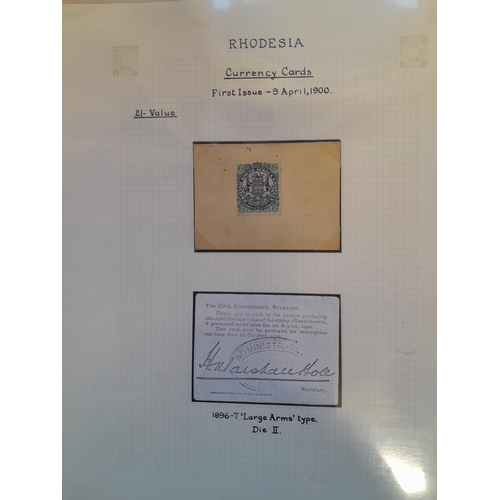 RHODESIA
Currency Cards
First Issue - 9 April, 1900.
2/- Value
THE CIVIL COMMISSIONER, BULAWAYO
Please pay in cash to the person producing
this card the face value of the stamp affixed thereto,
if presented on or after the 1st August, 1900.
This card must be produced for redemption
not later than 1st October,
ADMINISTRAT
H. Marshall Hole
Secretary.
1896-7 'Large Arms' type.
Die II.